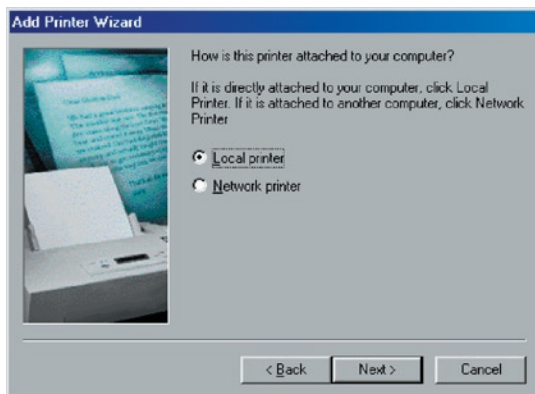 Add Printer Wizard
How is this printer attached to your computer?
If it is directly attached to your computer, click Local
Printer. If it is attached to another computer, click Network
Printer
Local printer
Network printer
< Back
Next >
Cancel